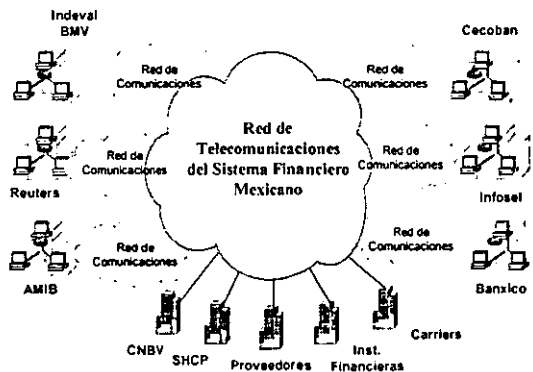 Indeval
BMV
Cecoban
Red de
Comunicaciones
Red de
Comunicaciones
Red de
Telecomunicaciones
del Sistema Financiero
Mexicano
Red de
Comunicaciones
Red de
Comunicaciones
Reuters
Infosel
Red de
Comunicaciones
Red de
Comunicaciones
AMIB
Banxico
CNBV
SHCP
Proveedores
Inst.
Financieras
Carriers